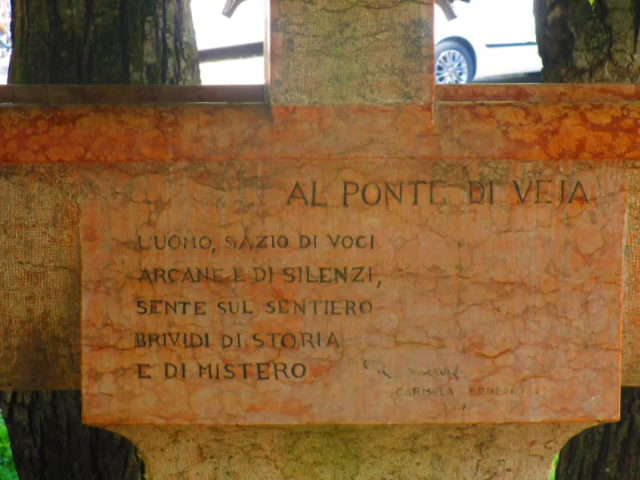 AL PONTE DI VEJA
L'UOMO, SAZIO DI VOCI
ARCANE E DI SILENZI,
SENTE SUL SENTIERO
BRIVIDI DI STORIA
E DI MISTERO
CARMELA